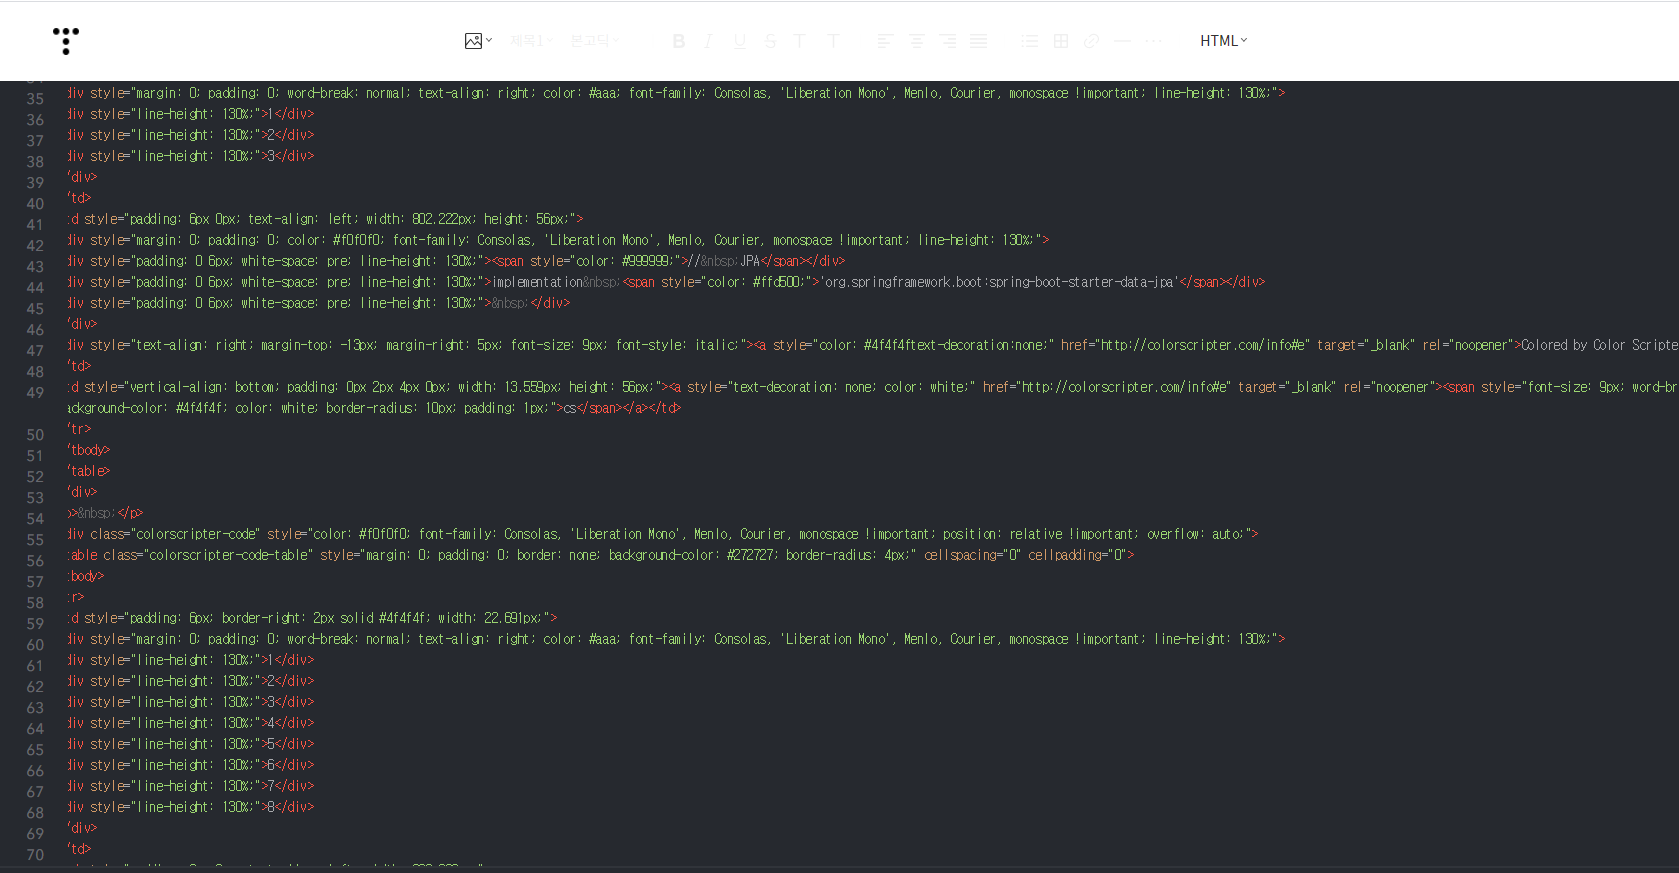 제목1 본고딕 B I U S T T HTML
35 div style="margin: 0; padding: 0; word-break: normal; text-align: right; color: #aaa; font-family: Consolas, 'Liberation Mono', Menlo, Courier, monospace !important; line-height: 130%;">
36 div style="line-height: 130%;">1</div>
37 div style="line-height: 130%;">2</div>
38 div style="line-height: 130%;">3</div>
39 /div>
40 /td>
41 td style="padding: 6px 0px; text-align: left; width: 802.222px; height: 56px;">
42 div style="margin: 0; padding: 0; color: #f0f0f0; font-family: Consolas, 'Liberation Mono', Menlo, Courier, monospace !important; line-height: 130%;">
43 div style="padding: 0 6px; white-space: pre; line-height: 130%;"><span style="color: #999999;">//&nbsp;JPA</span></div>
44 div style="padding: 0 6px; white-space: pre; line-height: 130%;">implementation&nbsp;<span style="color: #ffd500;">'org.springframework.boot:spring-boot-starter-data-jpa'</span></div>
45 div style="padding: 0 6px; white-space: pre; line-height: 130%;">&nbsp;</div>
46 /div>
47 div style="text-align: right; margin-top: -13px; margin-right: 5px; font-size: 9px; font-style: italic;"><a style="color: #4f4f4ftext-decoration:none;" href="http://colorscripter.com/info#e" target="_blank" rel="noopener">Colored by Color Scripte
48 /td>
49 td style="vertical-align: bottom; padding: 0px 2px 4px 0px; width: 13.559px; height: 56px;"><a style="text-decoration: none; color: white;" href="http://colorscripter.com/info#e" target="_blank" rel="noopener"><span style="font-size: 9px; word-br
ackground-color: #4f4f4f; color: white; border-radius: 10px; padding: 1px;">cs</span></a></td>
50 /tr>
51 /tbody>
52 /table>
53 /div>
54 p>&nbsp;</p>
55 div class="colorscripter-code" style="color: #f0f0f0; font-family: Consolas, 'Liberation Mono', Menlo, Courier, monospace !important; position: relative !important; overflow: auto;">
56 table class="colorscripter-code-table" style="margin: 0; padding: 0; border: none; background-color: #272727; border-radius: 4px;" cellspacing="0" cellpadding="0">
57 tbody>
58 tr>
59 td style="padding: 6px; border-right: 2px solid #4f4f4f; width: 22.691px;">
60 div style="margin: 0; padding: 0; word-break: normal; text-align: right; color: #aaa; font-family: Consolas, 'Liberation Mono', Menlo, Courier, monospace !important; line-height: 130%;">
61 div style="line-height: 130%;">1</div>
62 div style="line-height: 130%;">2</div>
63 div style="line-height: 130%;">3</div>
64 div style="line-height: 130%;">4</div>
65 div style="line-height: 130%;">5</div>
66 div style="line-height: 130%;">6</div>
67 div style="line-height: 130%;">7</div>
68 div style="line-height: 130%;">8</div>
69 /div>
70 /td>